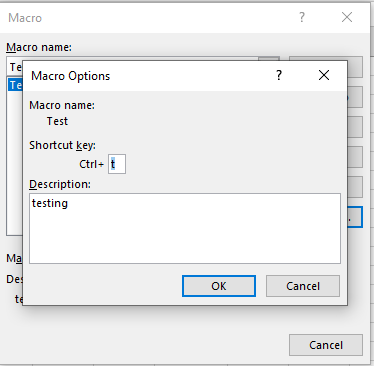 Macro
?
Macro name:
Te
Te
Macro Options
?
Macro name:
Test
Shortcut key:
Ctrl+ t
Description:
testing
OK
Cancel
Ma
Des
te
Cancel